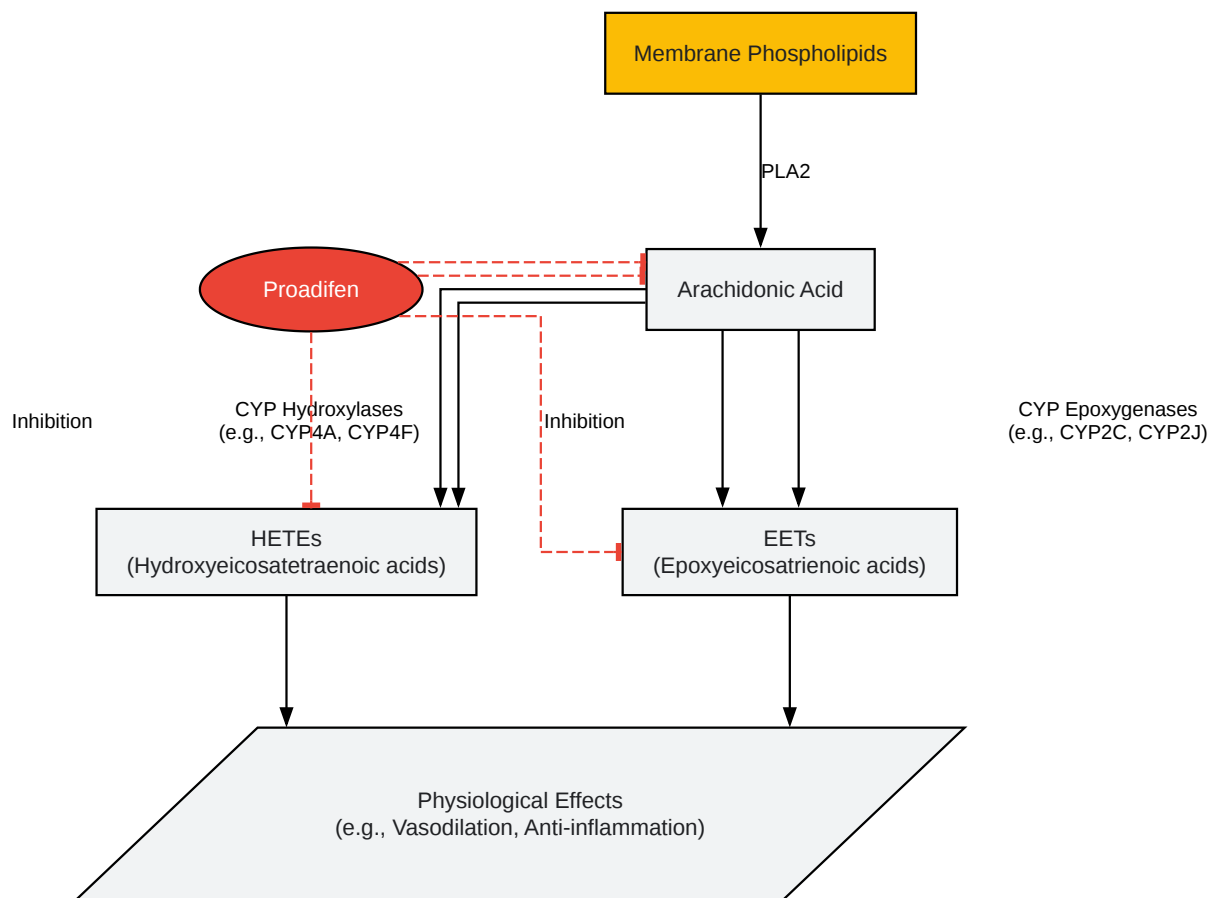 Membrane Phospholipids
PLA2
Proadifen
Arachidonic Acid
Inhibition
CYP Hydroxylases
(e.g., CYP4A, CYP4F)
Inhibition
CYP Epoxygenases
(e.g., CYP2C, CYP2J)
HETEs
(Hydroxyeicosatetraenoic acids)
EETs
(Epoxyeicosatrienoic acids)
Physiological Effects
(e.g., Vasodilation, Anti-inflammation)